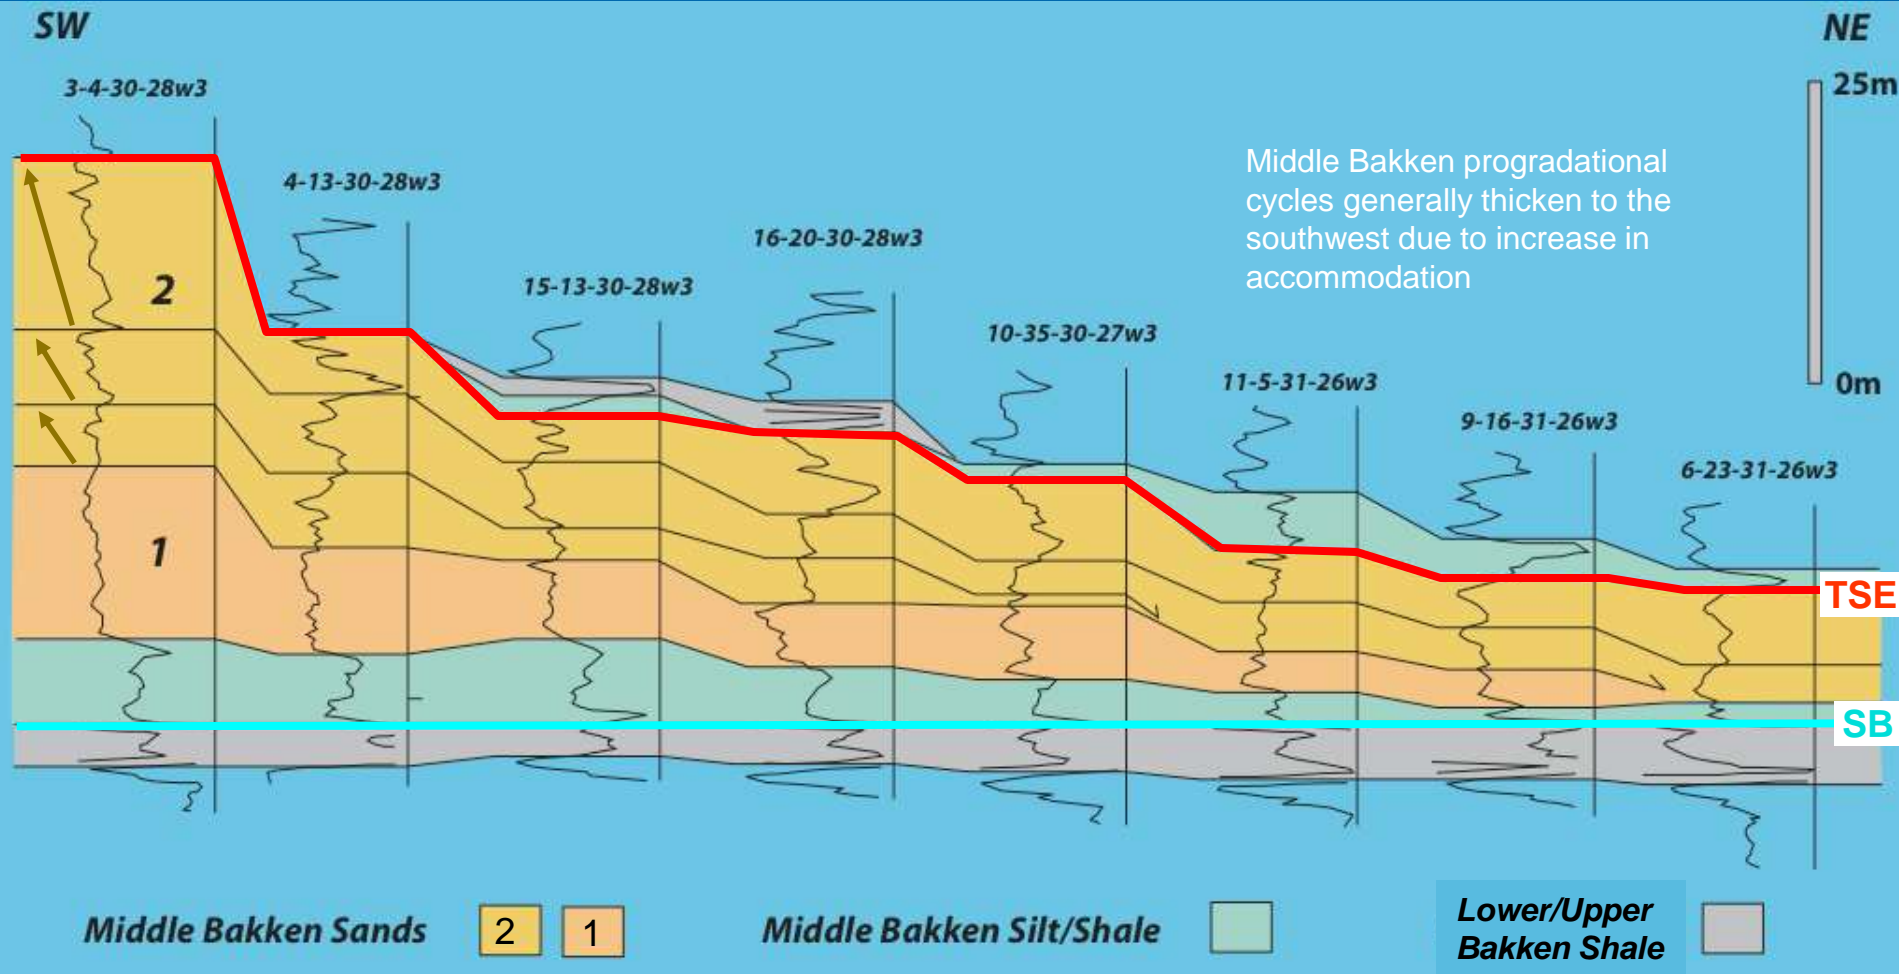 SW
NE
3-4-30-28w3
25m
4-13-30-28w3
Middle Bakken progradational
cycles generally thicken to the
southwest due to increase in
accommodation
16-20-30-28w3
15-13-30-28w3
2
10-35-30-27w3
11-5-31-26w3
0m
9-16-31-26w3
6-23-31-26w3
1
TSE
SB
Middle Bakken Sands
2
1
Middle Bakken Silt/Shale
Lower/Upper
Bakken Shale